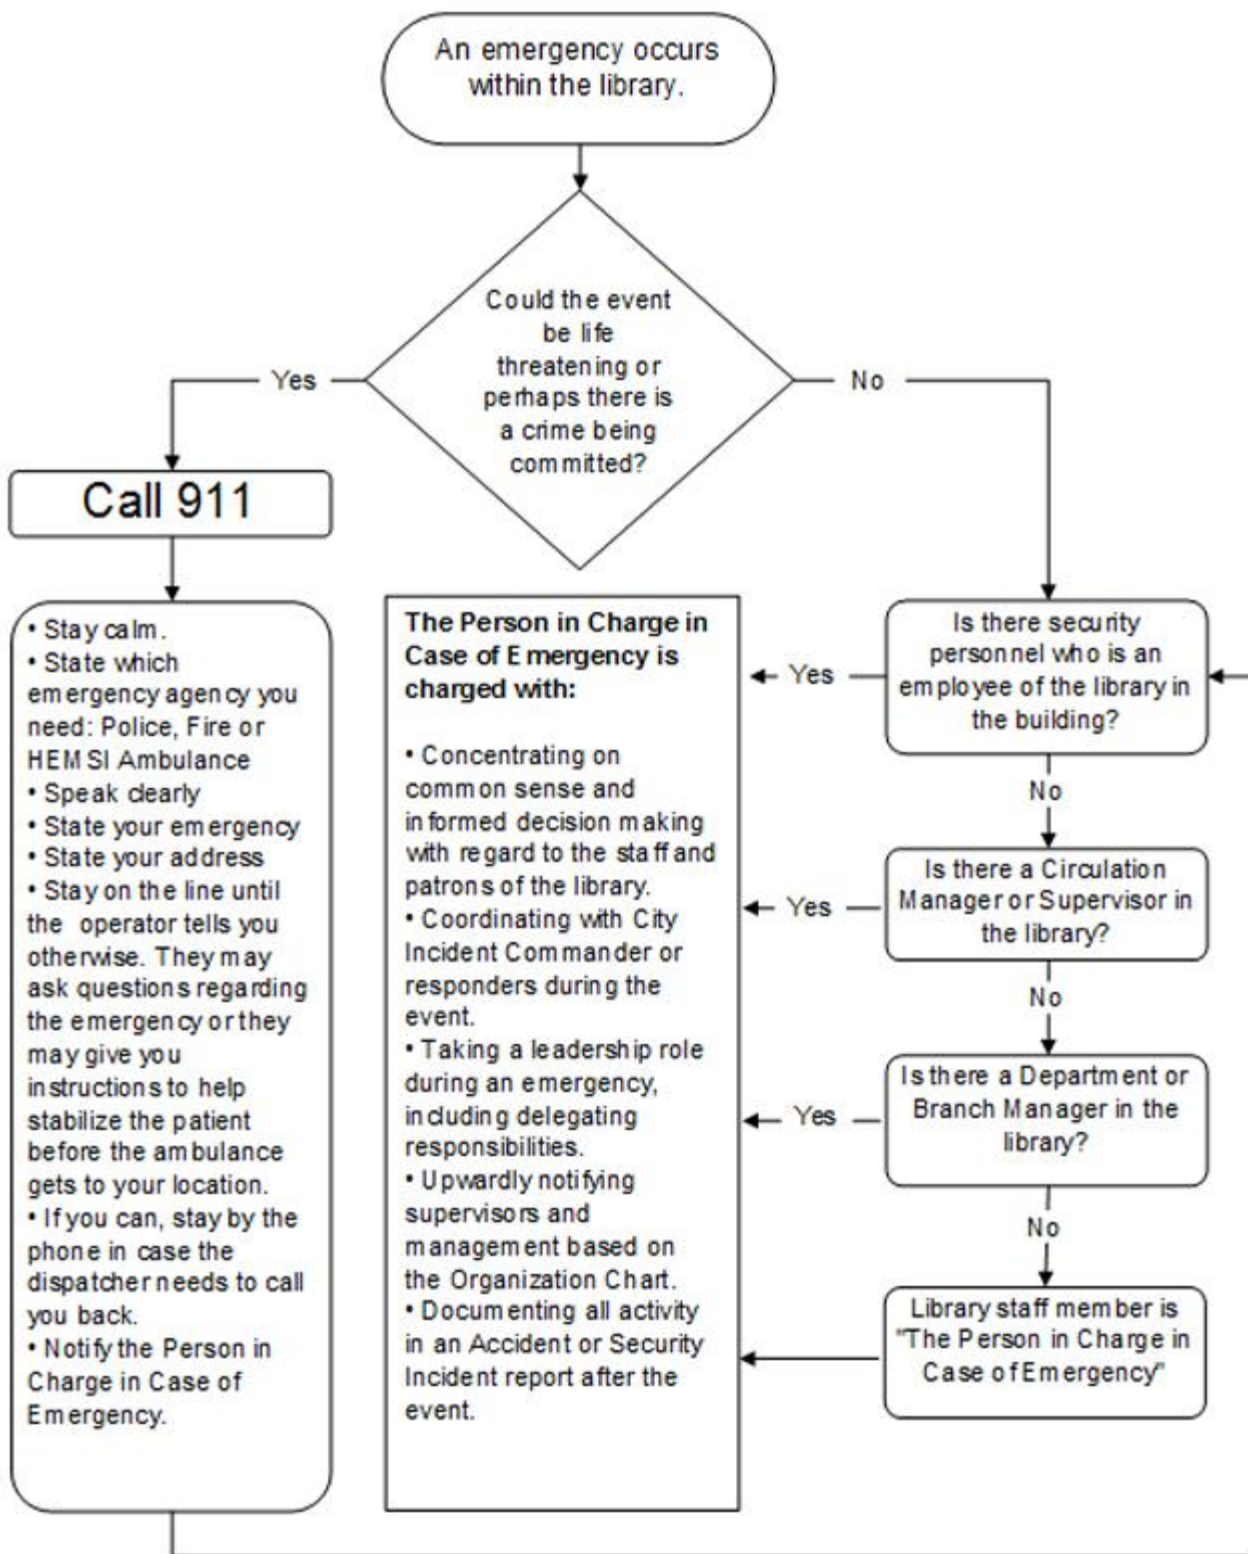 An emergency occurs
within the library.
Could the event
be life
threatening or
perhaps there is
a crime being
committed?
Yes
No
Call 911
• Stay calm.
• State which
emergency agency you
need: Police, Fire or
HEMSI Ambulance
• Speak clearly
• State your emergency
• State your address
• Stay on the line until
the operator tells you
otherwise. They may
ask questions regarding
the emergency or they
may give you
instructions to help
stabilize the patient
before the ambulance
gets to your location.
• If you can, stay by the
phone in case the
dispatcher needs to call
you back.
• Notify the Person in
Charge in Case of
Emergency.
The Person in Charge in
Case of Emergency is
charged with:
• Concentrating on
common sense and
informed decision making
with regard to the staff and
patrons of the library.
• Coordinating with City
Incident Commander or
responders during the
event.
• Taking a leadership role
during an emergency,
including delegating
responsibilities.
• Upwardly notifying
supervisors and
management based on
the Organization Chart.
• Documenting all activity
in an Accident or Security
Incident report after the
event.
Is there security
personnel who is an
employee of the library in
the building?
Yes
No
Is there a Circulation
Manager or Supervisor in
the library?
Yes
No
Is there a Department or
Branch Manager in the
library?
Yes
No
Library staff member is
"The Person in Charge in
Case of Emergency"